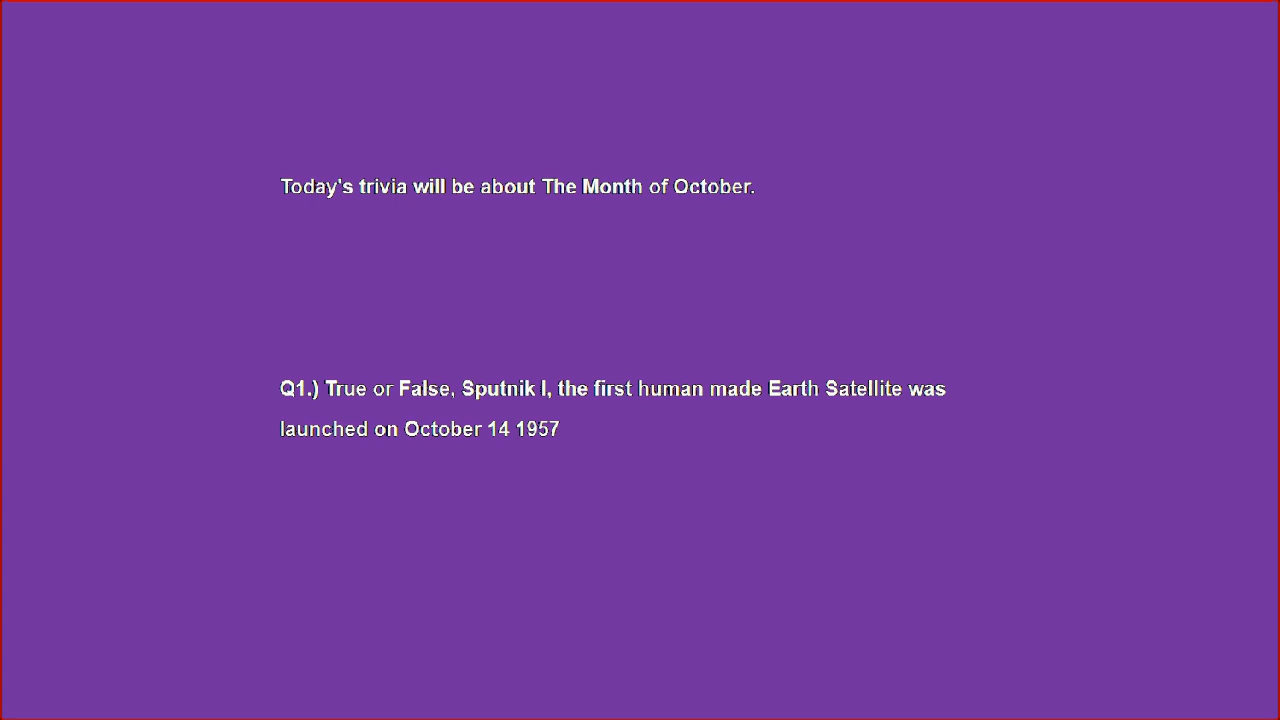 Today's trivia will be about The Month of October.
Q1.) True or False, Sputnik I, the first human made Earth Satellite was
launched on October 14 1957